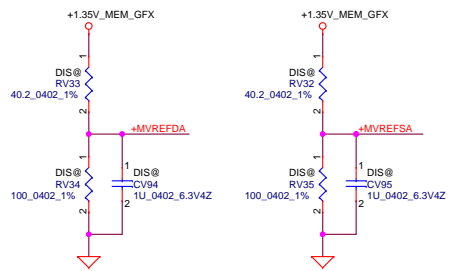 +1.35V_MEM_GFX
1
DIS@
RV33
40.2_0402_1%
2
+MVREFDA
1
DIS@
RV34
100_0402_1%
2
1
DIS@
CV94
1U_0402_6.3V4Z
2
+1.35V_MEM_GFX
1
DIS@
RV32
40.2_0402_1%
2
+MVREFSA
1
DIS@
RV35
100_0402_1%
2
1
DIS@
CV95
1U_0402_6.3V4Z
2